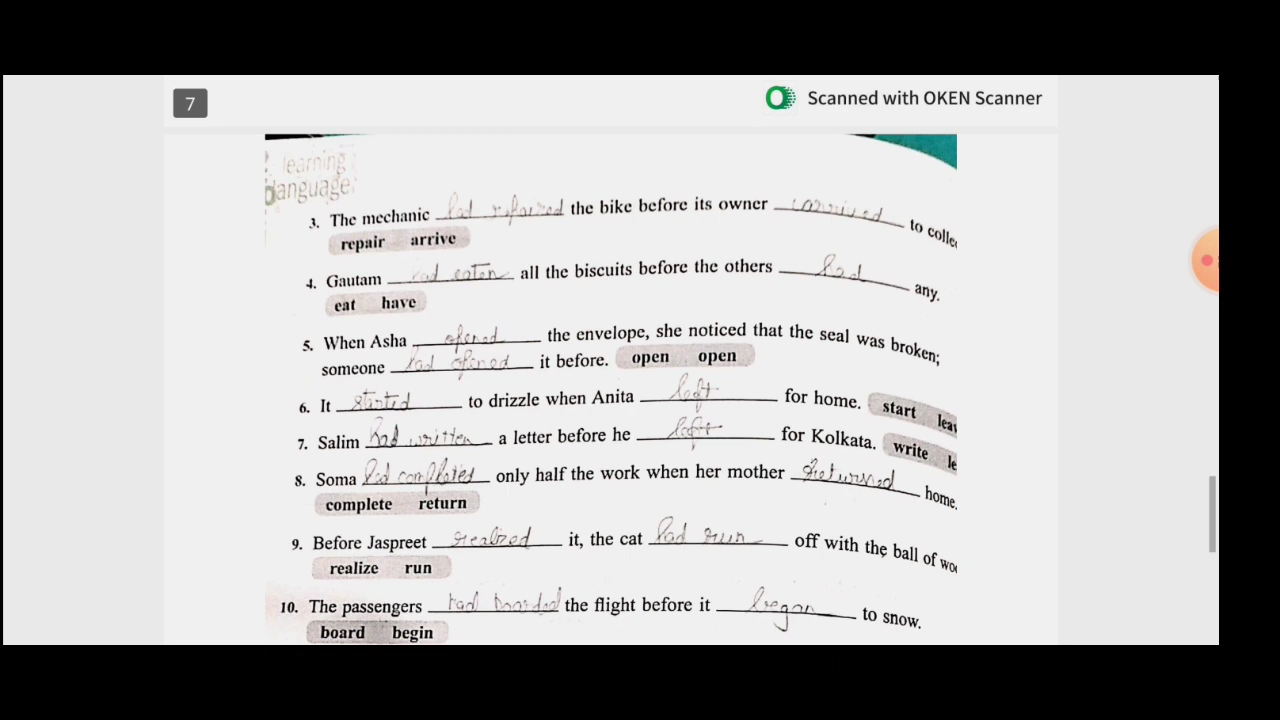 7
Scanned with OKEN Scanner
learning
language
3. The mechanic had repaired the bike before its owner arrived to colle
repair arrive
4. Gautam had eaten all the biscuits before the others had any.
eat have
5. When Asha opened the envelope, she noticed that the seal was broken;
someone had opened it before. open open
6. It started to drizzle when Anita left for home. start lea
7. Salim had written a letter before he left for Kolkata. write le
8. Soma had completed only half the work when her mother returned home.
complete return
9. Before Jaspreet realized it, the cat had run off with the ball of woo
realize run
10. The passengers had boarded the flight before it began to snow.
board begin